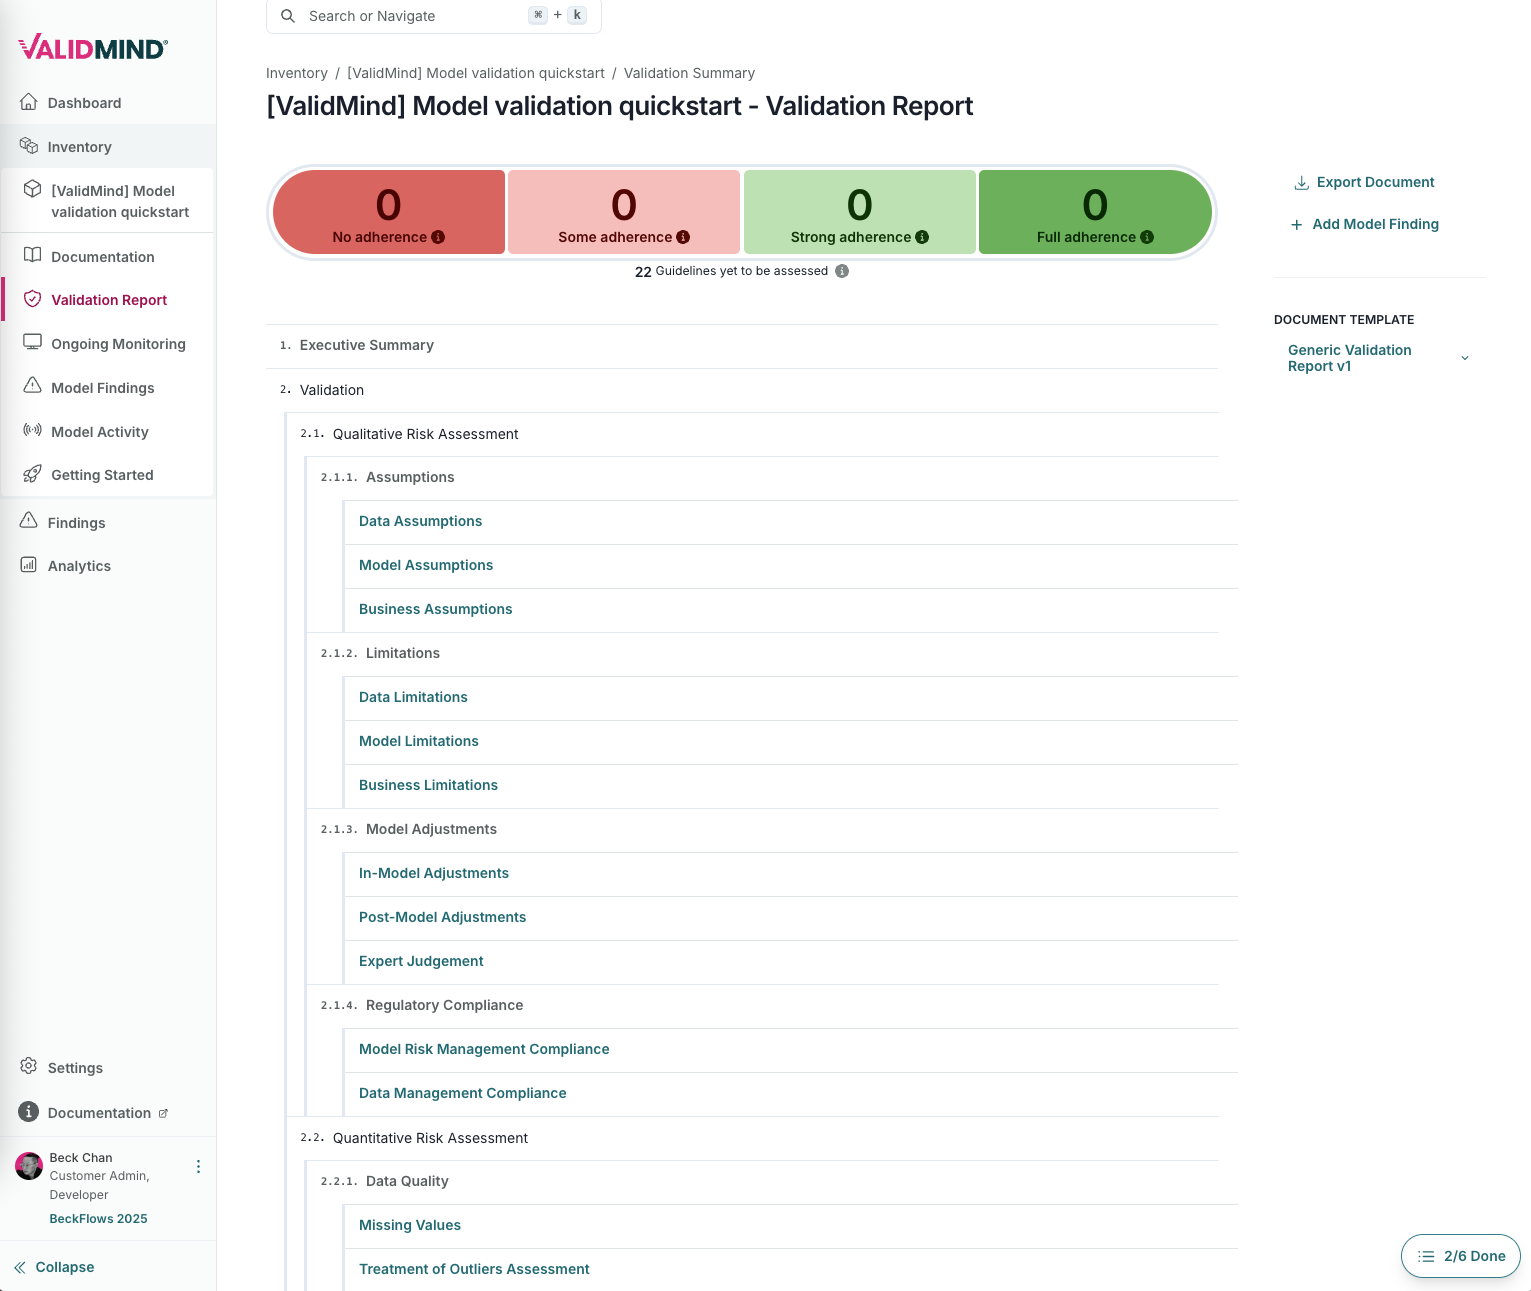 VALIDMIND
Dashboard
Inventory
[ValidMind] Model
validation quickstart
Documentation
Validation Report
Ongoing Monitoring
Model Findings
Model Activity
Getting Started
Findings
Analytics
Settings
Documentation
Beck Chan
Customer Admin,
Developer
BeckFlows 2025
Collapse
Search or Navigate ⌘ + k
Inventory / [ValidMind] Model validation quickstart / Validation Summary
[ValidMind] Model validation quickstart - Validation Report
0 0 0 0
No adherence Some adherence Strong adherence Full adherence
22 Guidelines yet to be assessed
1. Executive Summary
2. Validation
2.1. Qualitative Risk Assessment
2.1.1. Assumptions
Data Assumptions
Model Assumptions
Business Assumptions
2.1.2. Limitations
Data Limitations
Model Limitations
Business Limitations
2.1.3. Model Adjustments
In-Model Adjustments
Post-Model Adjustments
Expert Judgement
2.1.4. Regulatory Compliance
Model Risk Management Compliance
Data Management Compliance
2.2. Quantitative Risk Assessment
2.2.1. Data Quality
Missing Values
Treatment of Outliers Assessment
Export Document
+ Add Model Finding
DOCUMENT TEMPLATE
Generic Validation
Report v1
2/6 Done